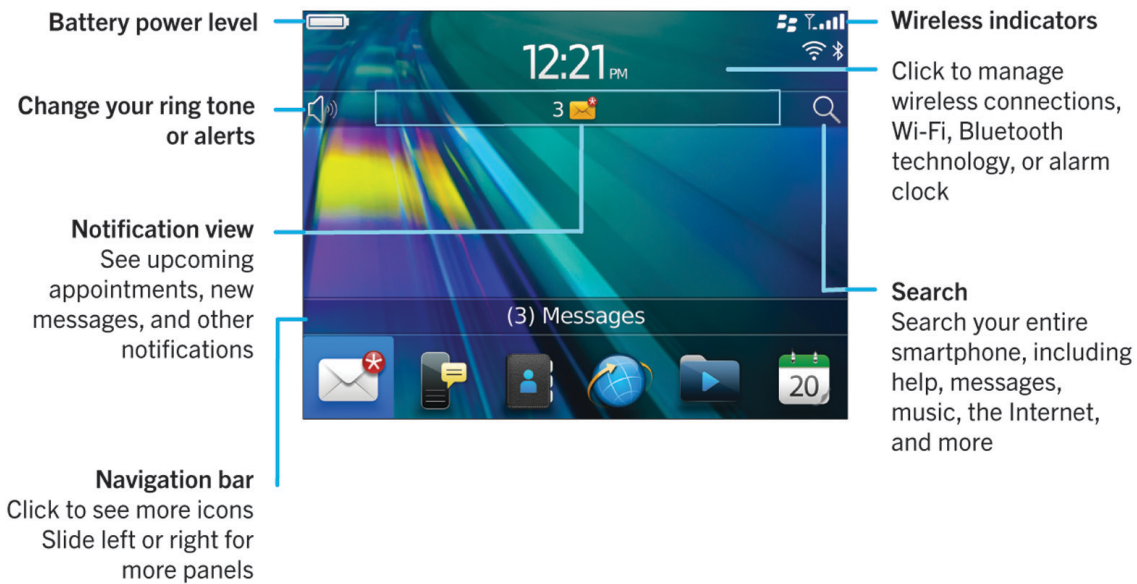 Battery power level
Change your ring tone
or alerts
Notification view
See upcoming
appointments, new
messages, and other
notifications
Navigation bar
Click to see more icons
Slide left or right for
more panels
12:21 PM
3
(3) Messages
20
Wireless indicators
Click to manage
wireless connections,
Wi-Fi, Bluetooth
technology, or alarm
clock
Search
Search your entire
smartphone, including
help, messages,
music, the Internet,
and more